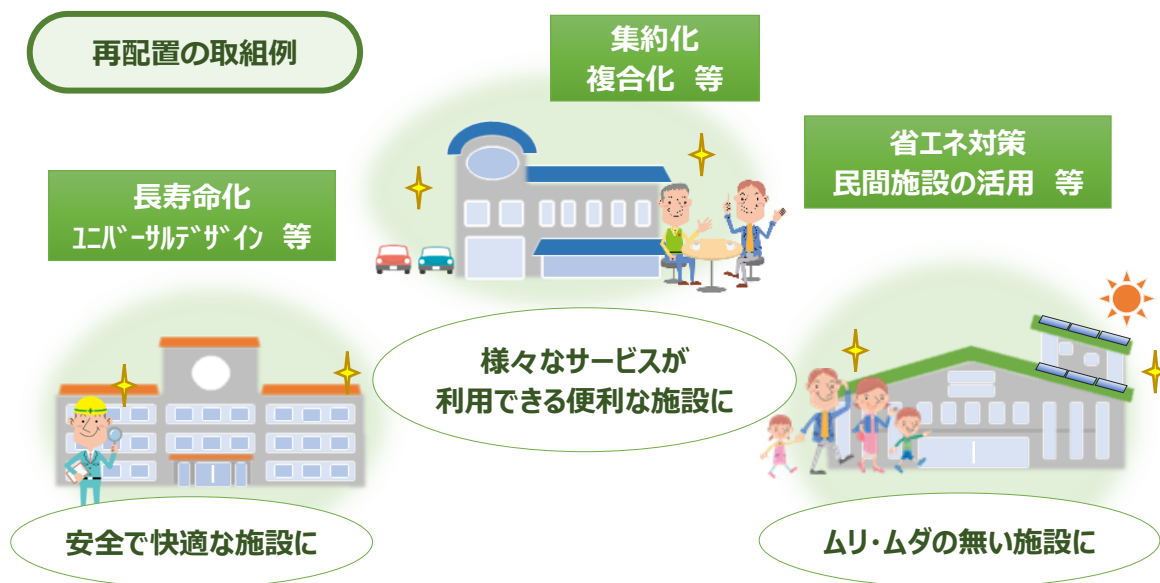 再配置の取組例
集約化
複合化 等
省エネ対策
民間施設の活用 等
長寿命化
ﾕﾆﾊﾞｰｻﾙﾃﾞｻﾞｲﾝ 等
様々なサービスが
利用できる便利な施設に
安全で快適な施設に
ムリ・ムダの無い施設に